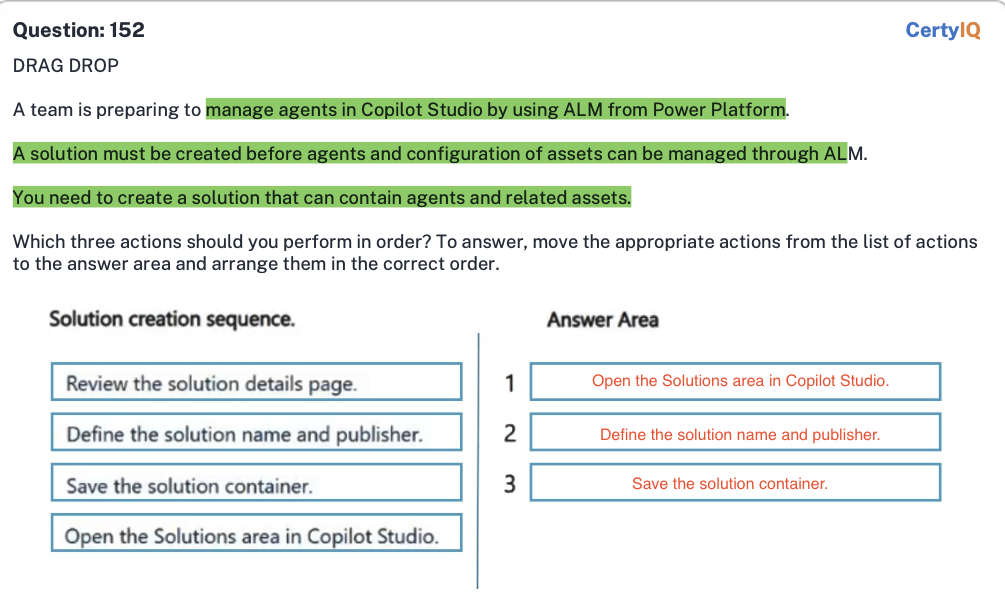 Question: 152
CertyIQ
DRAG DROP
A team is preparing to manage agents in Copilot Studio by using ALM from Power Platform.
A solution must be created before agents and configuration of assets can be managed through ALM.
You need to create a solution that can contain agents and related assets.
Which three actions should you perform in order? To answer, move the appropriate actions from the list of actions
to the answer area and arrange them in the correct order.
Solution creation sequence.
Answer Area
Review the solution details page.
1
Open the Solutions area in Copilot Studio.
Define the solution name and publisher.
2
Define the solution name and publisher.
Save the solution container.
3
Save the solution container.
Open the Solutions area in Copilot Studio.